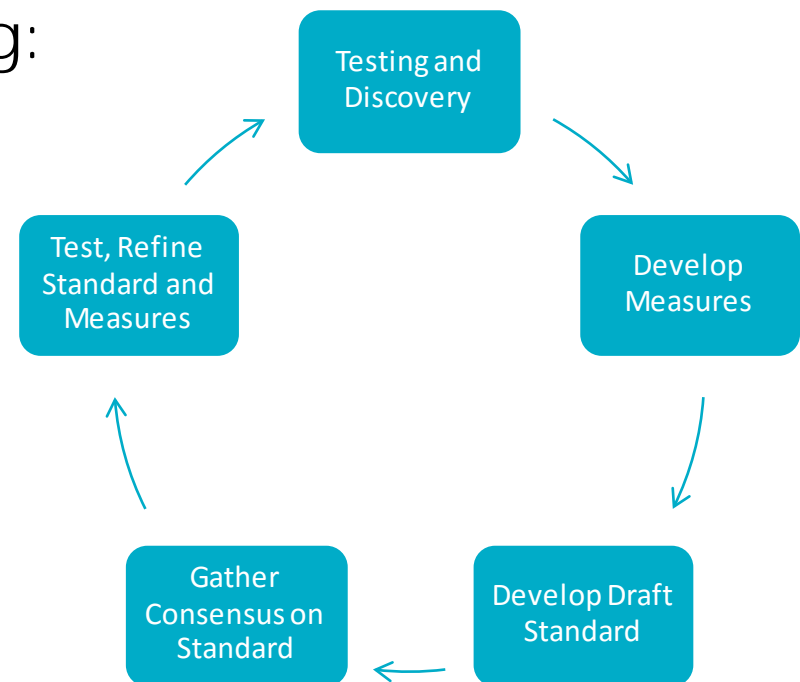 g:
Testing and
Discovery
Develop
Measures
Develop Draft
Standard
Gather
Consensus on
Standard
Test, Refine
Standard and
Measures